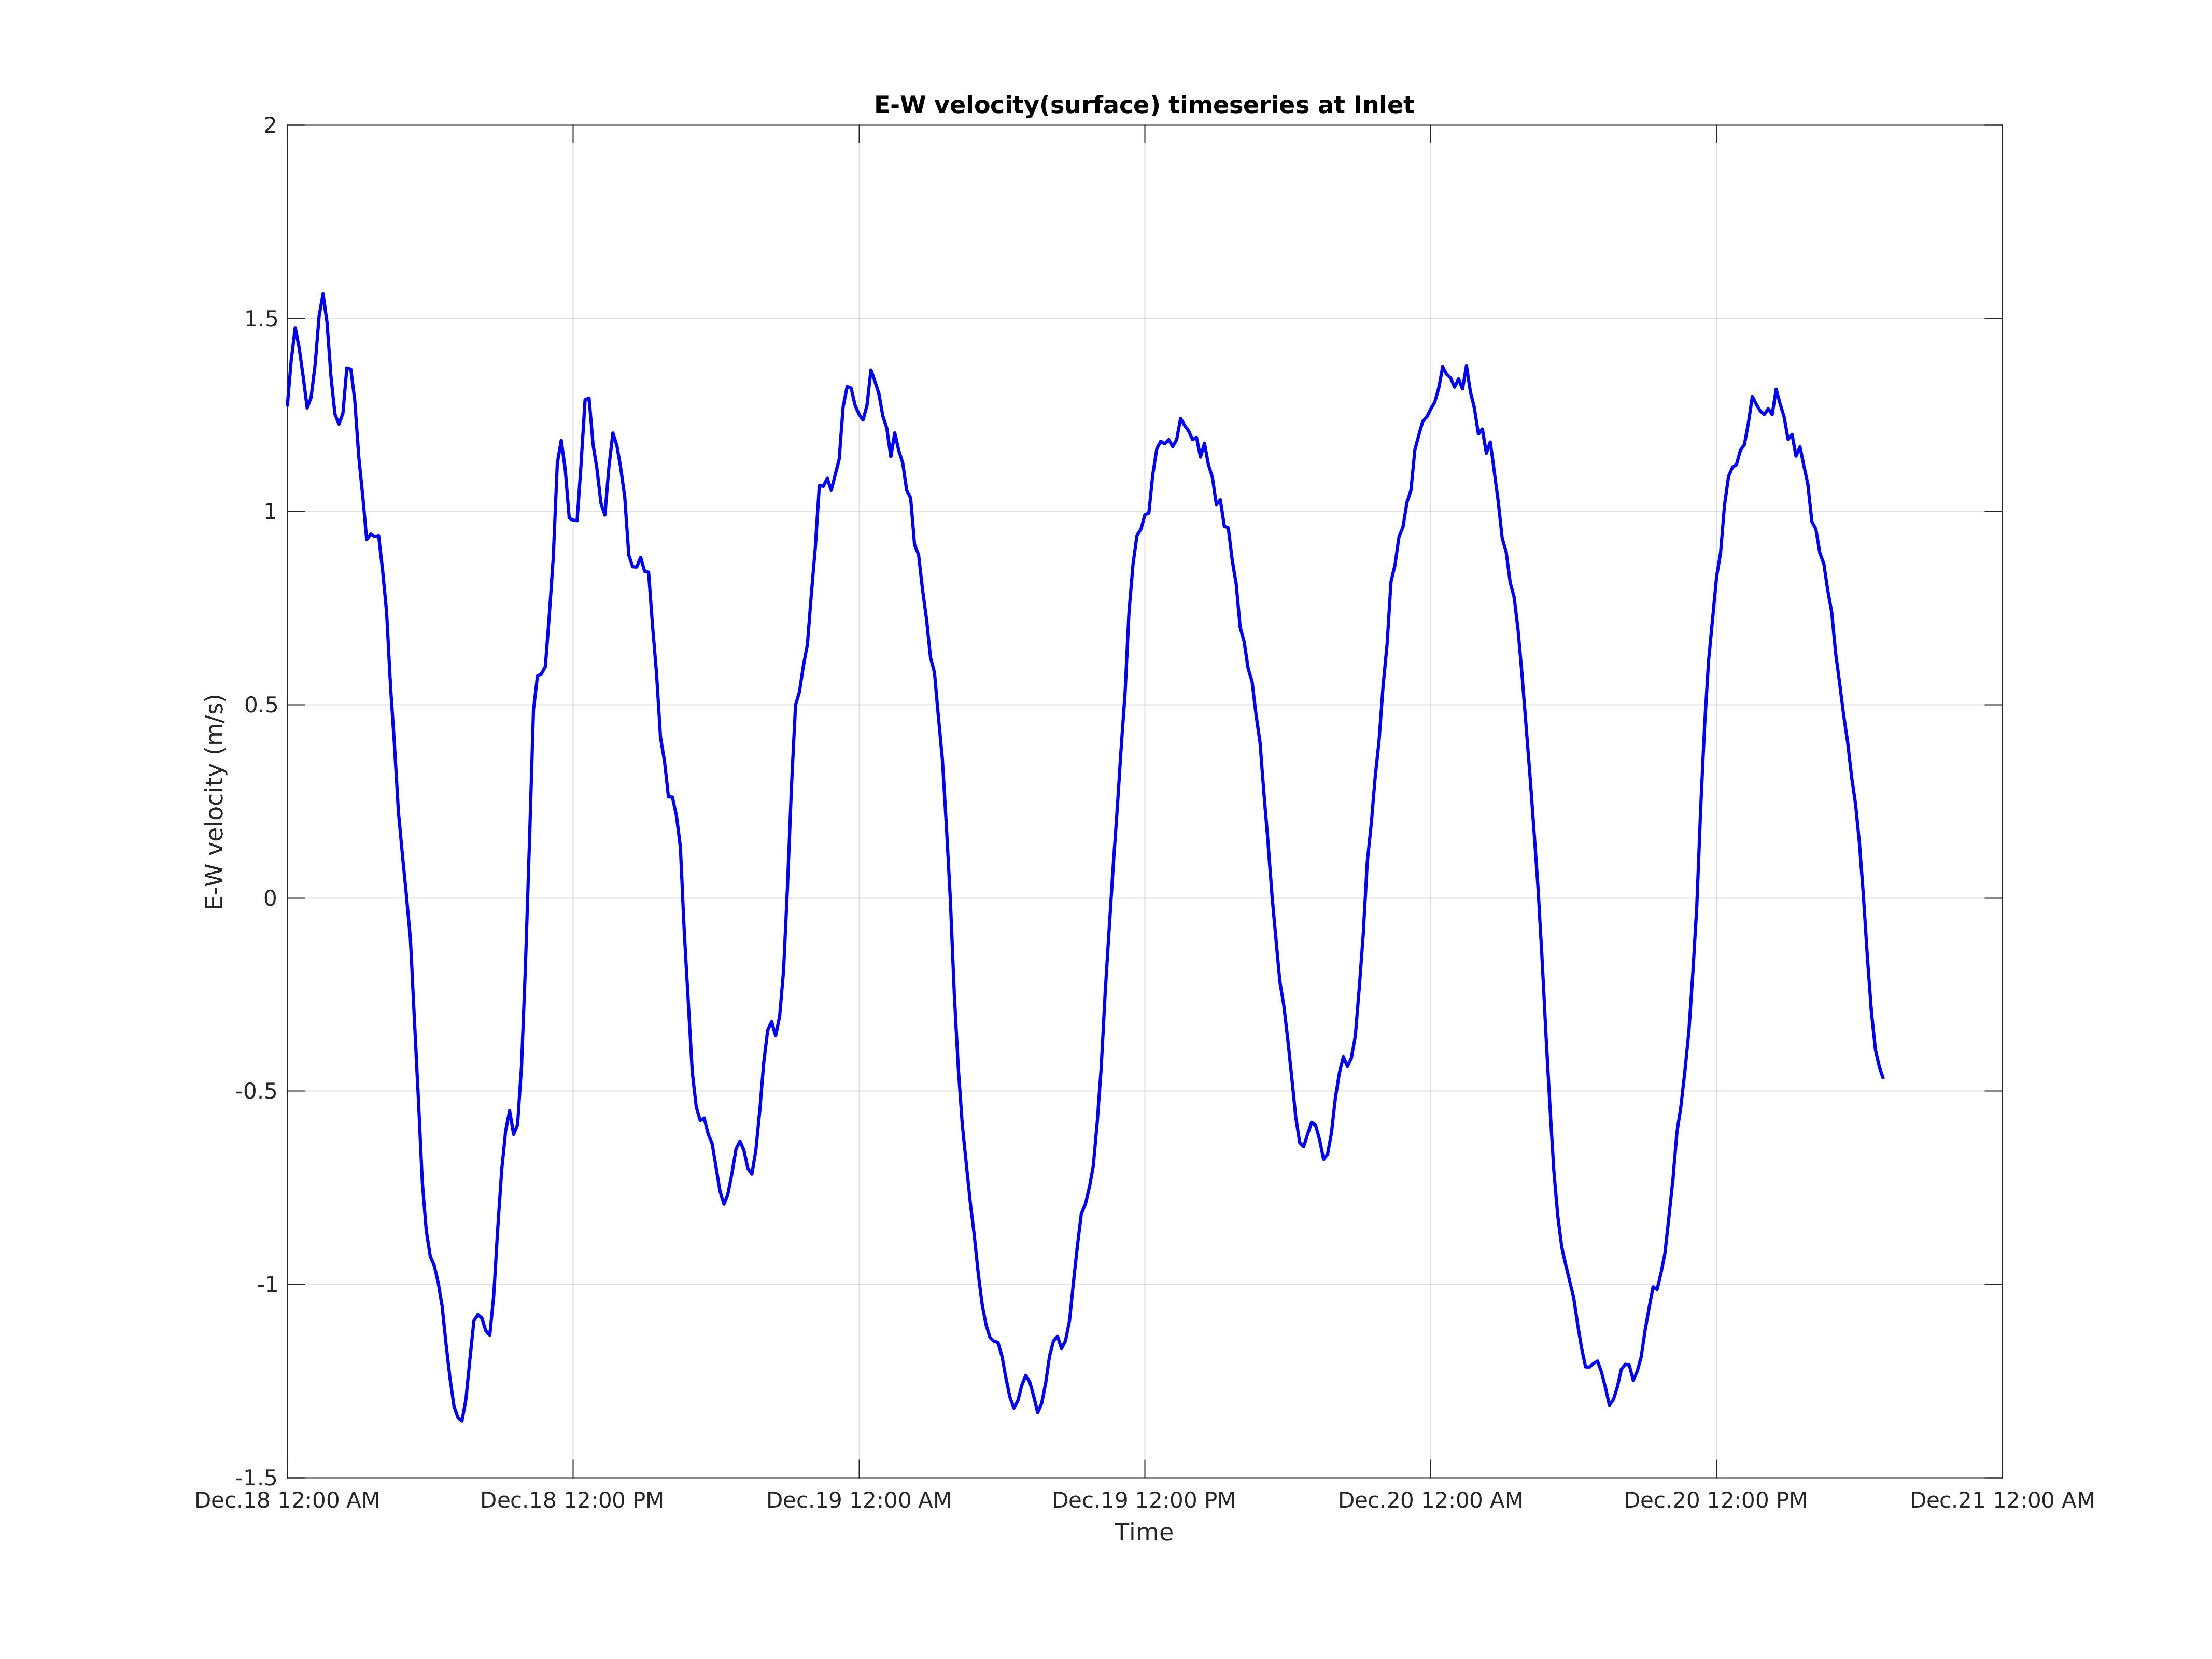 E-W velocity(surface) timeseries at Inlet
2
1.5
1
0.5
0
-0.5
-1
-1.5
E-W velocity (m/s)
Dec.18 12:00 AM Dec.18 12:00 PM Dec.19 12:00 AM Dec.19 12:00 PM Dec.20 12:00 AM Dec.20 12:00 PM Dec.21 12:00 AM
Time